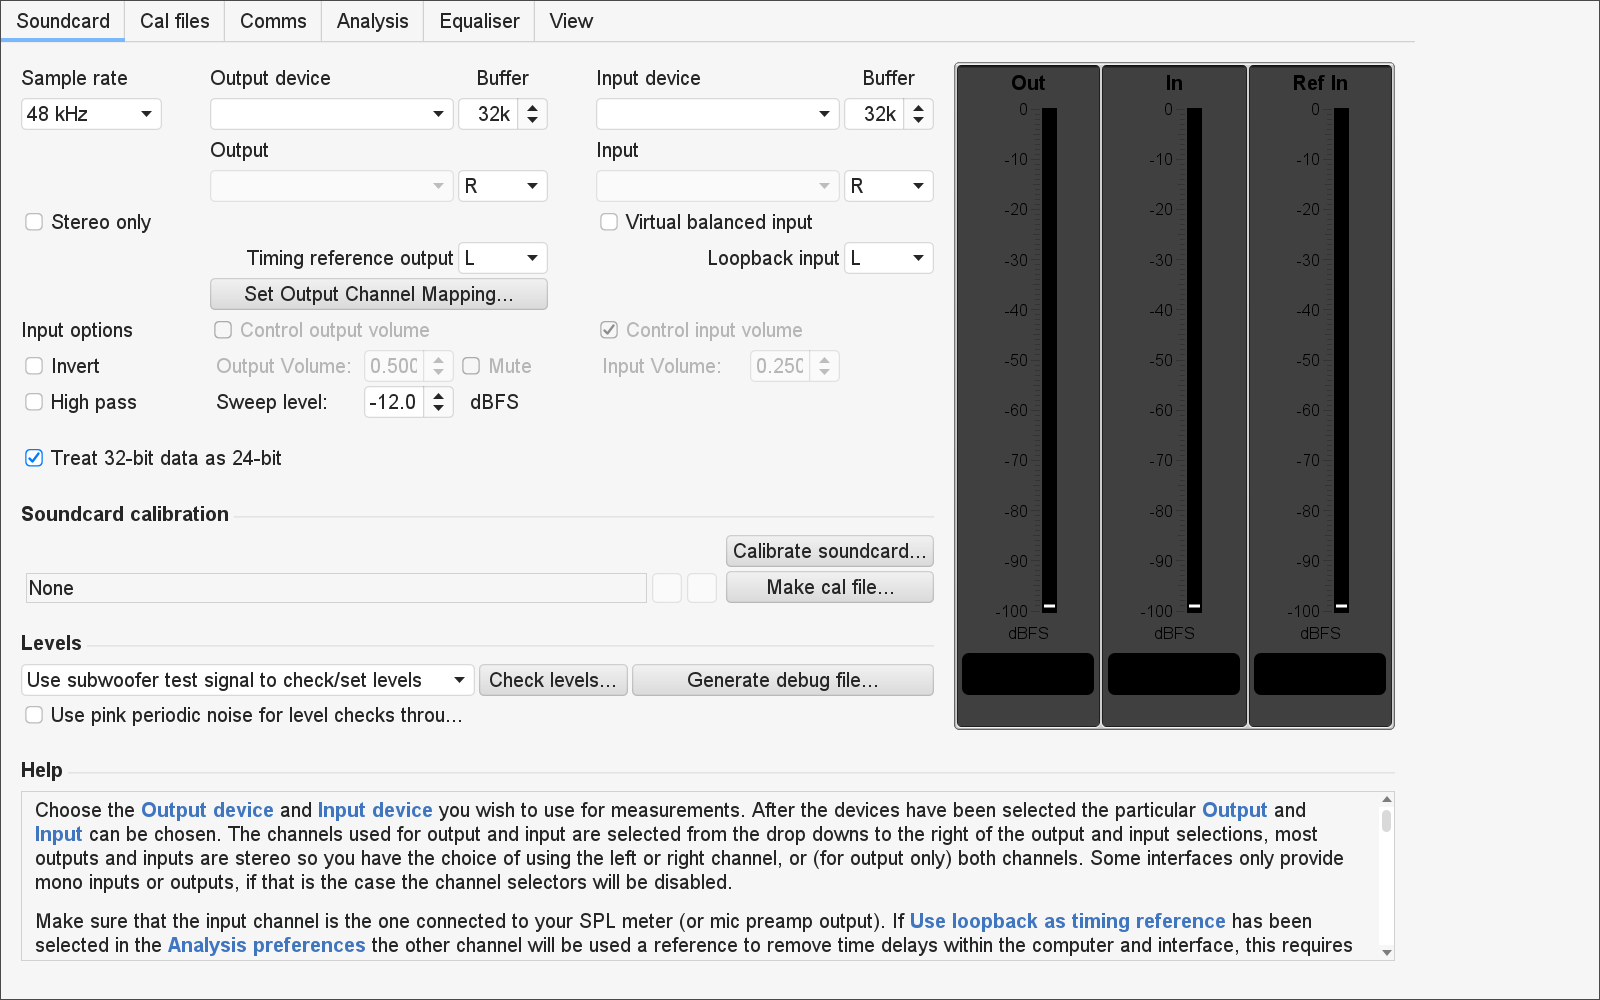 Soundcard Cal files Comms Analysis Equaliser View
Sample rate Output device Buffer Input device Buffer
48 kHz 32k 32k
Output Input
R R
Stereo only Virtual balanced input
Timing reference output L Loopback input L
Set Output Channel Mapping...
Input options Control output volume Control input volume
Invert Output Volume: 0.500 Mute Input Volume: 0.250
High pass Sweep level: -12.0 dBFS
Treat 32-bit data as 24-bit
Soundcard calibration
Calibrate soundcard...
None Make cal file...
Levels
Use subwoofer test signal to check/set levels Check levels... Generate debug file...
Use pink periodic noise for level checks throu...
Out In Ref In
0 0 0
-10 -10 -10
-20 -20 -20
-30 -30 -30
-40 -40 -40
-50 -50 -50
-60 -60 -60
-70 -70 -70
-80 -80 -80
-90 -90 -90
-100 -100 -100
dBFS dBFS dBFS
Help
Choose the Output device and Input device you wish to use for measurements. After the devices have been selected the particular Output and
Input can be chosen. The channels used for output and input are selected from the drop downs to the right of the output and input selections, most
outputs and inputs are stereo so you have the choice of using the left or right channel, or (for output only) both channels. Some interfaces only provide
mono inputs or outputs, if that is the case the channel selectors will be disabled.
Make sure that the input channel is the one connected to your SPL meter (or mic preamp output). If Use loopback as timing reference has been
selected in the Analysis preferences the other channel will be used a reference to remove time delays within the computer and interface, this requires